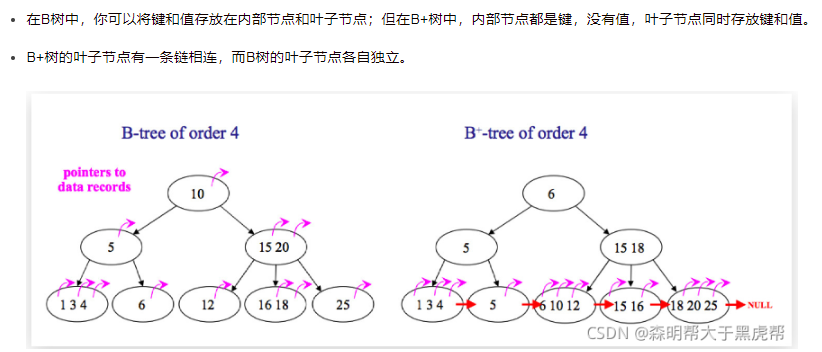 在B树中，你可以将键和值存放在内部节点和叶子节点；但在B+树中，内部节点都是键，没有值，叶子节点同时存放键和值。
B+树的叶子节点有一条链相连，而B树的叶子节点各自独立。
B-tree of order 4
B+-tree of order 4
pointers to
data records
10
6
5
15 20
5
15 18
1 3 4
6
12
16 18
25
1 3 4
5
6 10 12
15 16
18 20 25
NULL
CSDN @森明帮大于黑虎帮